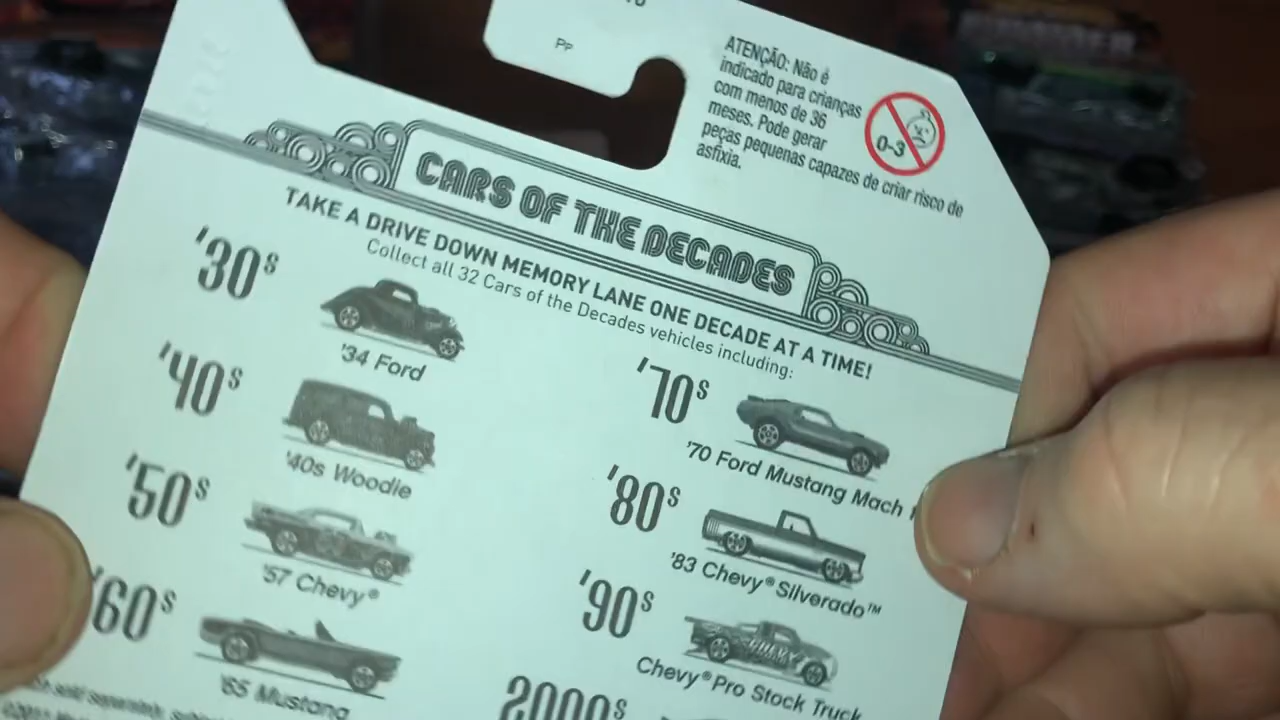 PP
ATENÇÃO: Não é
indicado para crianças
com menos de 36
meses. Pode gerar
peças pequenas capazes de criar risco de
asfixia.
0-3
CARS OF THE DECADES
TAKE A DRIVE DOWN MEMORY LANE ONE DECADE AT A TIME!
Collect all 32 Cars of the Decades vehicles including:
'30s
'34 Ford
'40s
'40s Woodie
'50s
'57 Chevy®
'60s
'65 Mustang
'70s
'70 Ford Mustang Mach
'80s
'83 Chevy® Silverado™
'90s
Chevy® Pro Stock Truck
2000s